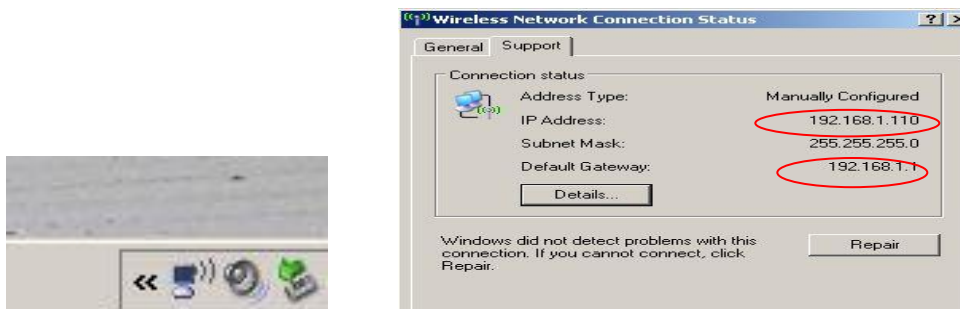 Wireless Network Connection Status
General Support
Connection status
Address Type: Manually Configured
IP Address: 192.168.1.110
Subnet Mask: 255.255.255.0
Default Gateway: 192.168.1.1
Details...
Windows did not detect problems with this
connection. If you cannot connect, click
Repair.
Repair